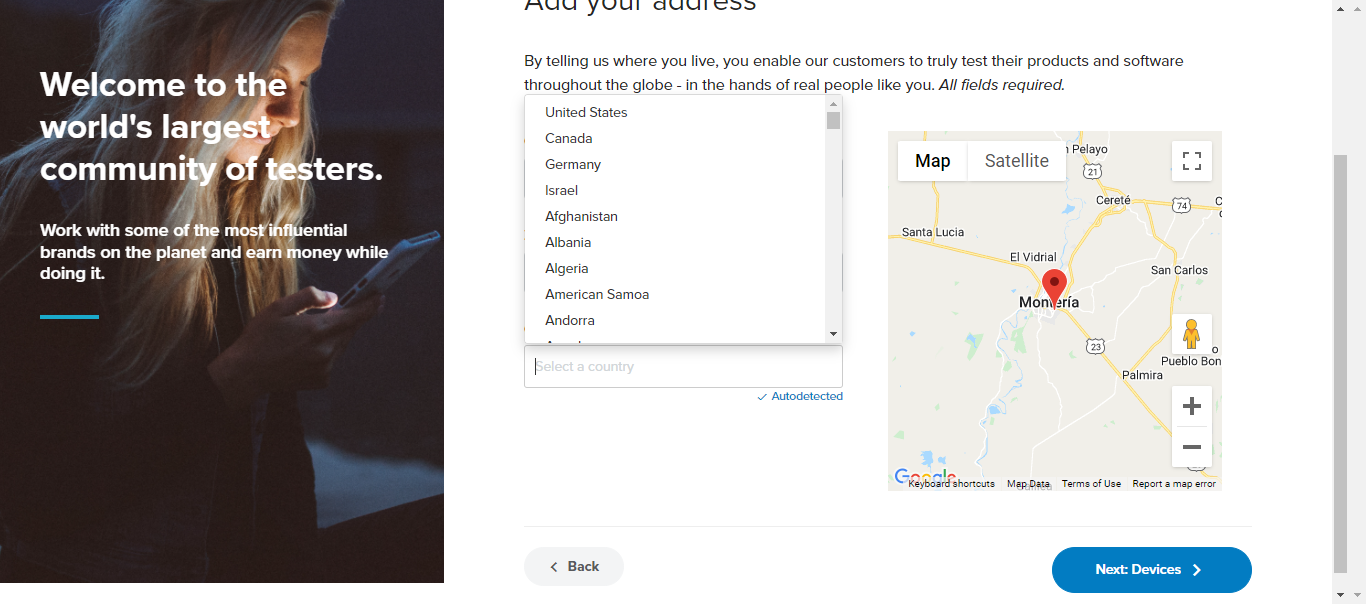 Welcome to the
world's largest
community of testers.
Work with some of the most influential
brands on the planet and earn money while
doing it.
Add your address
By telling us where you live, you enable our customers to truly test their products and software
throughout the globe - in the hands of real people like you. All fields required.
United States
Canada
Germany
Israel
Afghanistan
Albania
Algeria
American Samoa
Andorra
Select a country
Autodetected
Map
Satellite
Pelayo
21
Cereté
74
Santa Lucia
El Vidrial
San Carlos
Montería
23
Pueblo Bon
Palmira
Google
Keyboard shortcuts
Map Data
Terms of Use
Report a map error
Back
Next: Devices